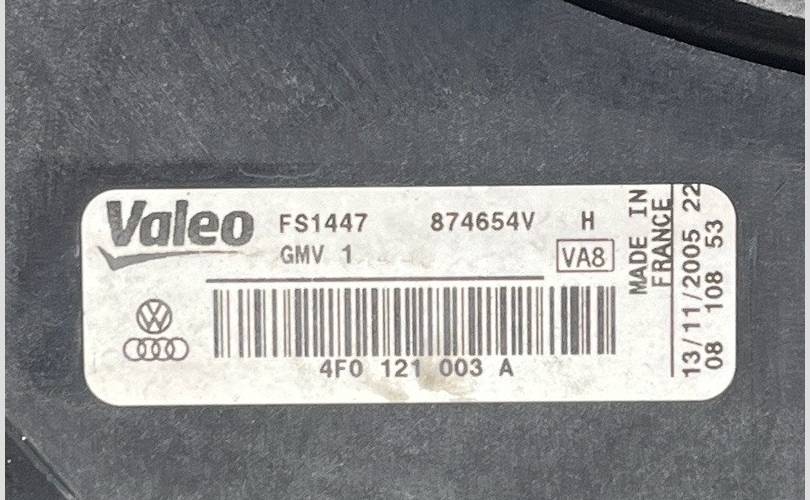 Valeo FS1447 874654V H
GMV 1 VA8
4F0 121 003 A
MADE IN
FRANCE
13/11/2005 22
08 108 53